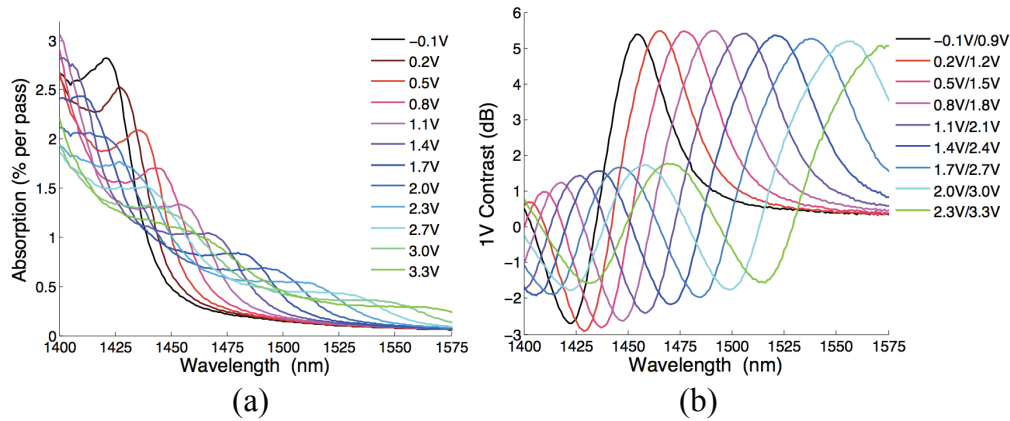 3
2.5
2
1.5
1
0.5
0
Absorption (% per pass)
1400 1425 1450 1475 1500 1525 1550 1575
Wavelength (nm)
−0.1V
0.2V
0.5V
0.8V
1.1V
1.4V
1.7V
2.0V
2.3V
2.7V
3.0V
3.3V
(a)
6
5
4
3
2
1
0
-1
-2
-3
1V Contrast (dB)
1400 1425 1450 1475 1500 1525 1550 1575
Wavelength (nm)
−0.1V/0.9V
0.2V/1.2V
0.5V/1.5V
0.8V/1.8V
1.1V/2.1V
1.4V/2.4V
1.7V/2.7V
2.0V/3.0V
2.3V/3.3V
(b)